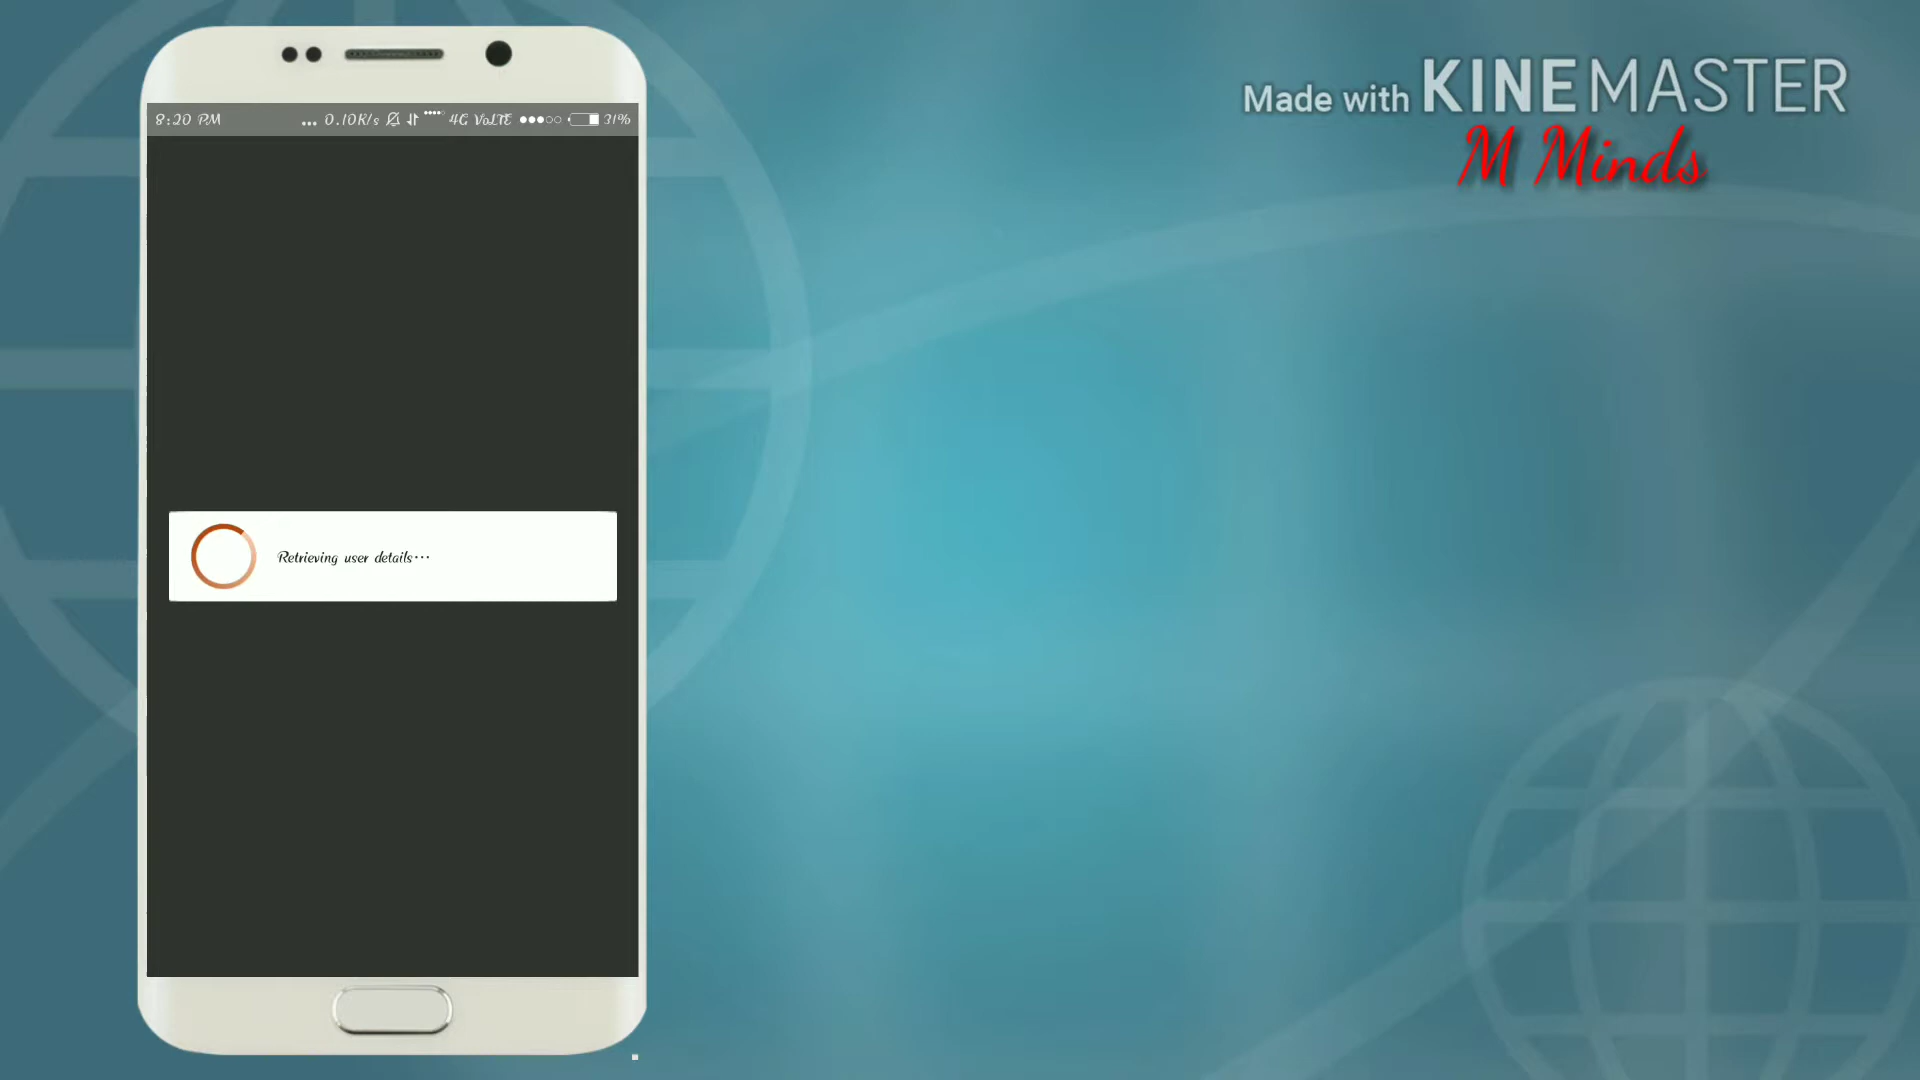 Made with KINEMASTER
M Minds
8:20 PM ... 0.10K/s 4G VoLTE 31%
Retrieving user details...